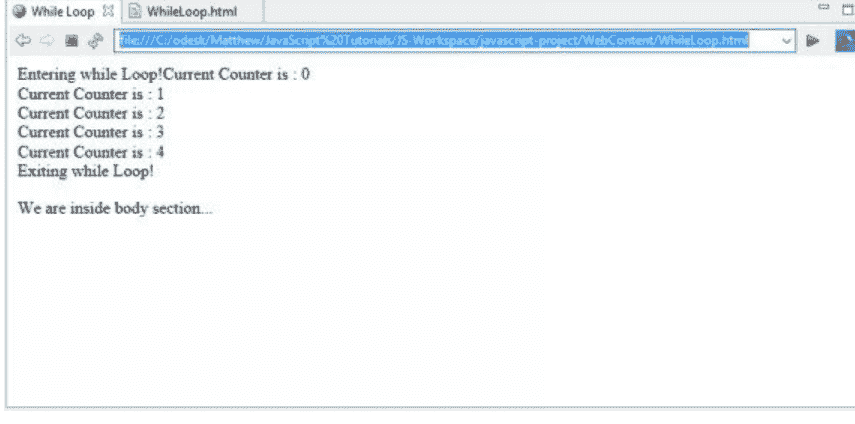 While Loop
WhileLoop.html
file:///C:/odesk/Matthew/JavaScript%20Tutorials/JS-Workspace/javascript-project/WebContent/WhileLoop.html
Entering while Loop!Current Counter is : 0
Current Counter is : 1
Current Counter is : 2
Current Counter is : 3
Current Counter is : 4
Exiting while Loop!
We are inside body section...